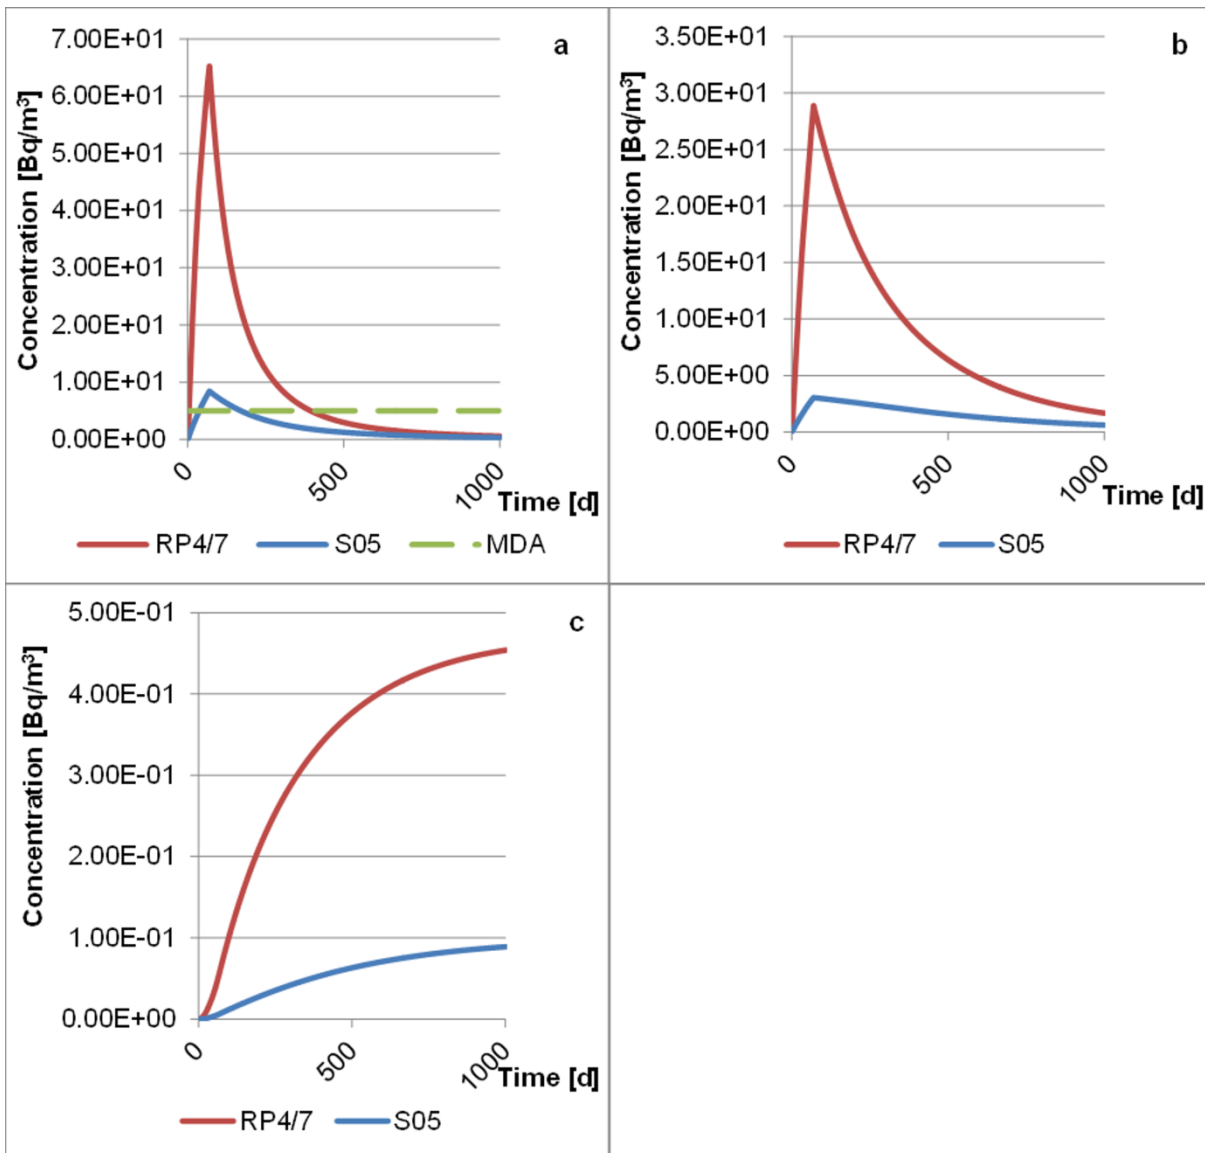 a
7.00E+01
6.00E+01
5.00E+01
4.00E+01
3.00E+01
2.00E+01
1.00E+01
0.00E+00
Concentration [Bq/m³]
0
500
1000
Time [d]
RP4/7 S05 MDA
b
3.50E+01
3.00E+01
2.50E+01
2.00E+01
1.50E+01
1.00E+01
5.00E+00
0.00E+00
Concentration [Bq/m³]
0
500
1000
Time [d]
RP4/7 S05
c
5.00E-01
4.00E-01
3.00E-01
2.00E-01
1.00E-01
0.00E+00
Concentration [Bq/m³]
0
500
1000
Time [d]
RP4/7 S05